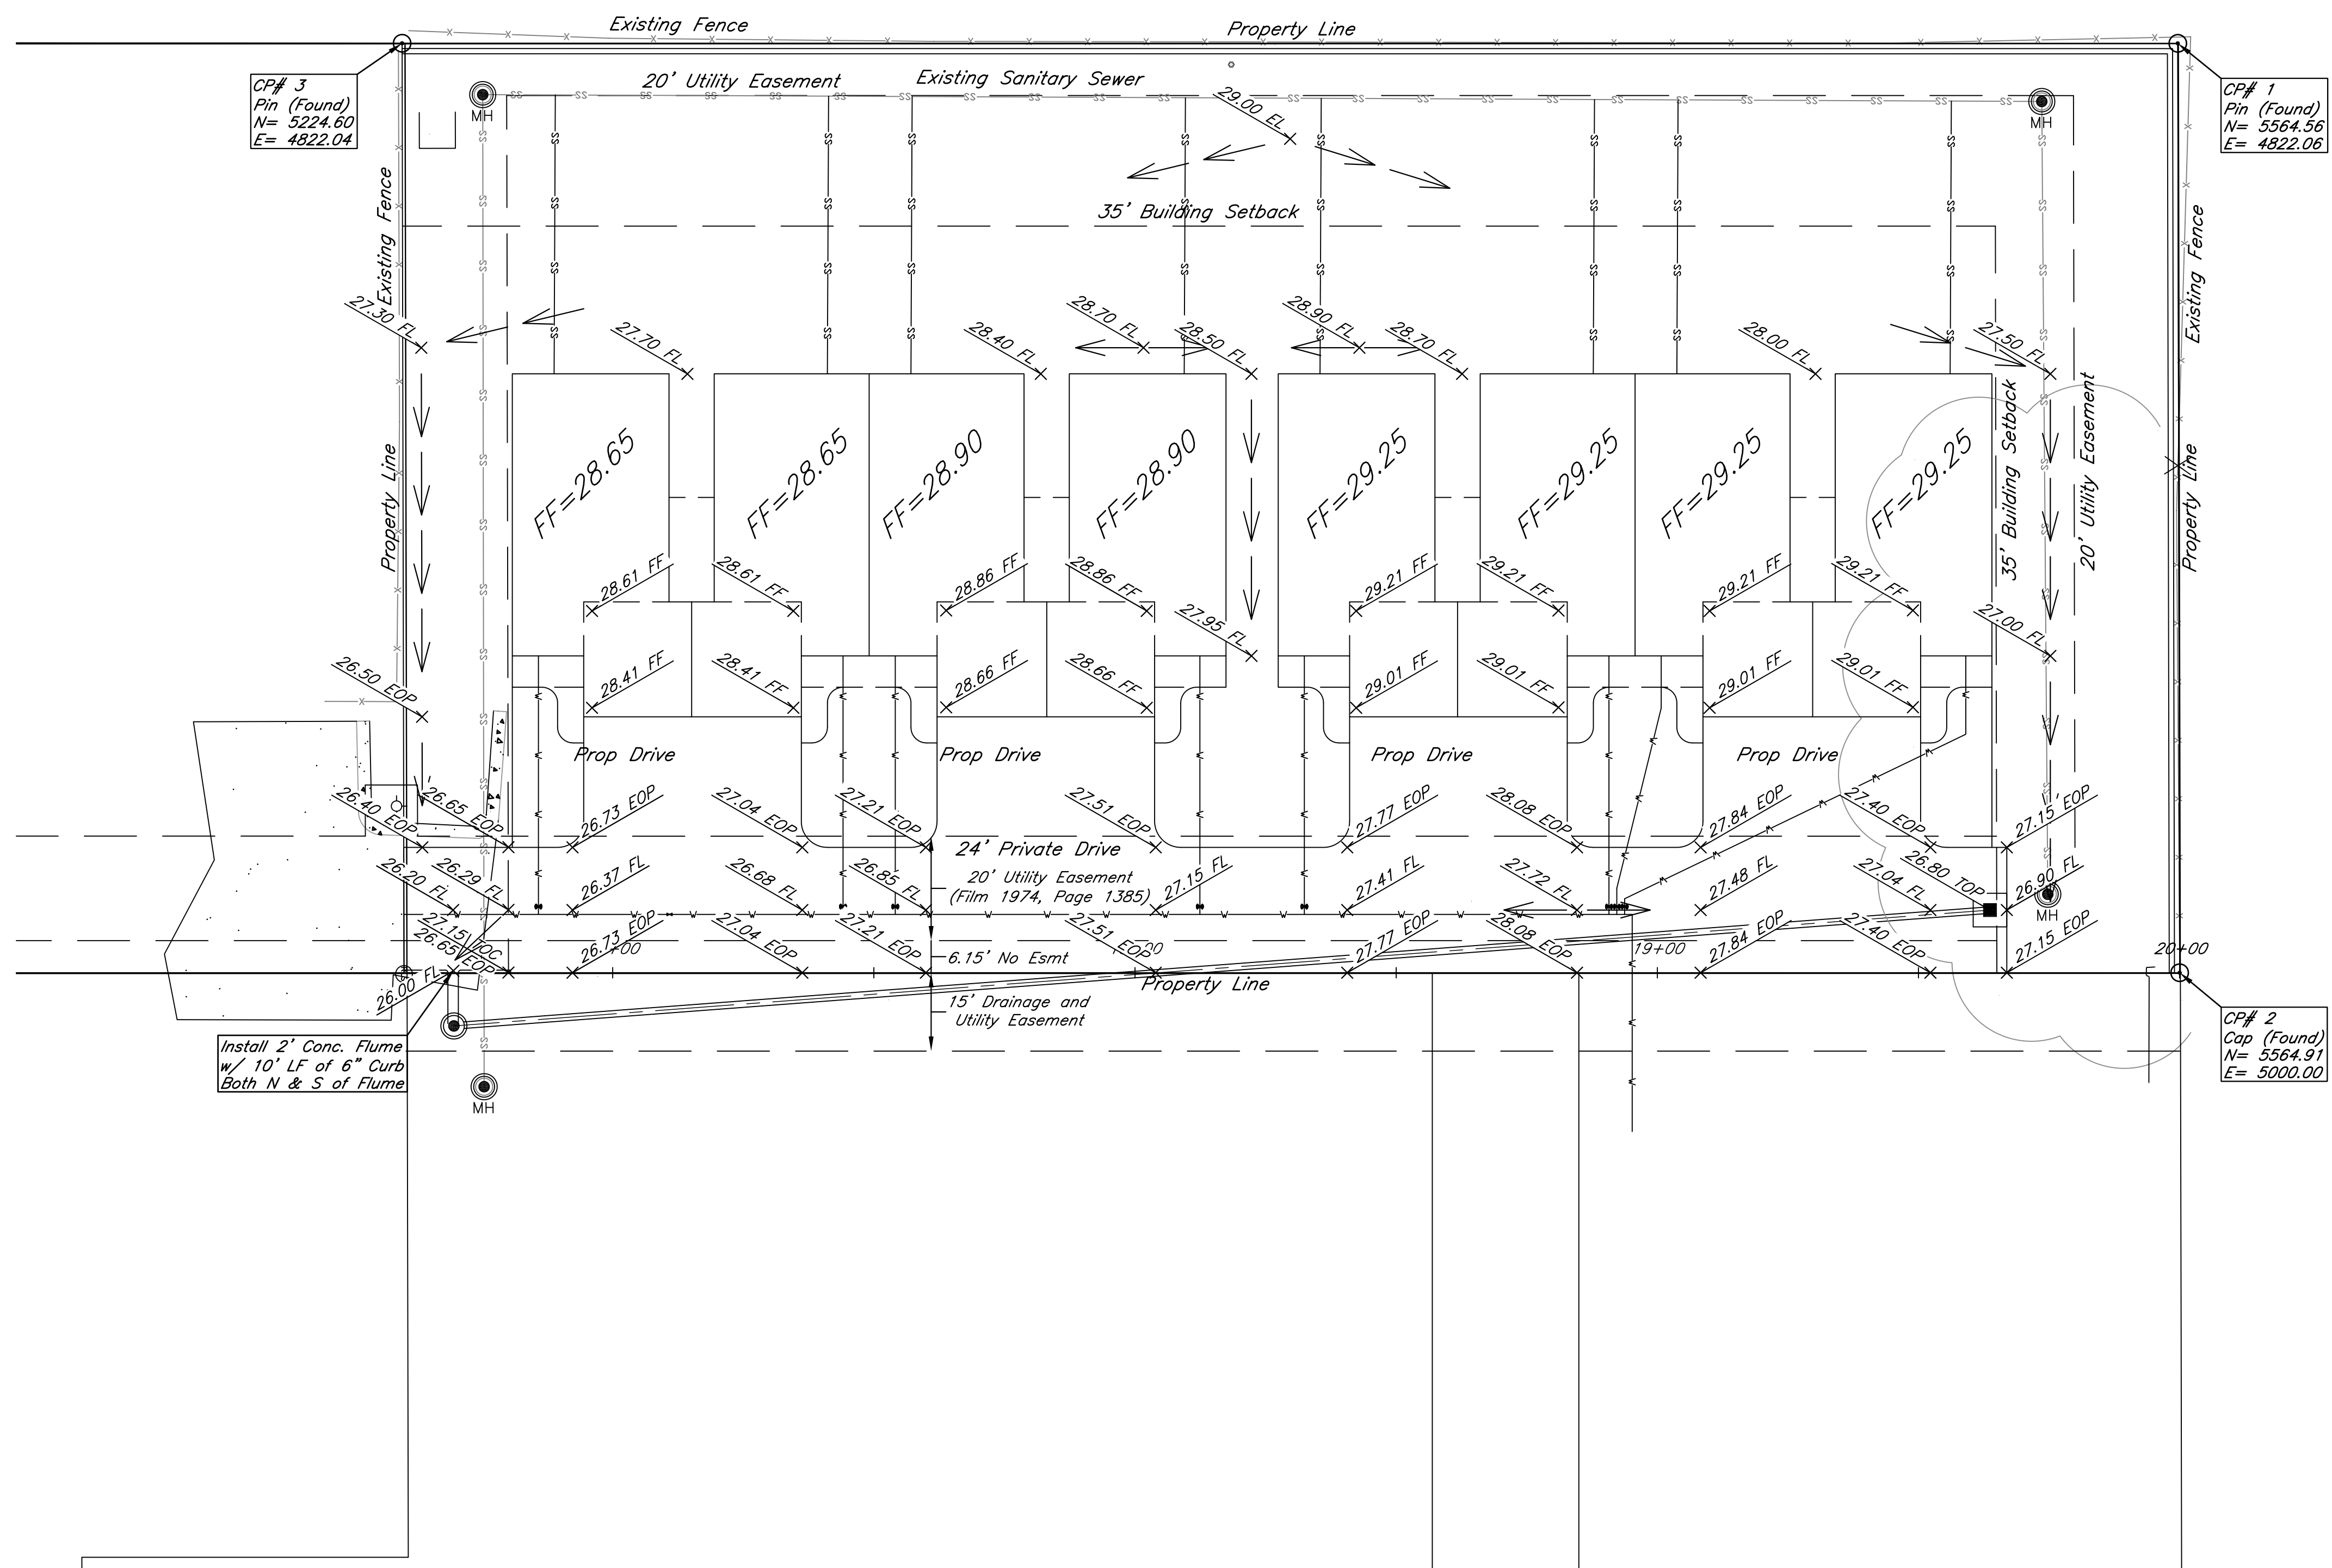 Existing Fence
Property Line
CP# 3
Pin (Found)
N= 5224.60
E= 4822.04
CP# 1
Pin (Found)
N= 5564.56
E= 4822.06
20' Utility Easement
Existing Sanitary Sewer
MH
MH
29.00 EL
35' Building Setback
Existing Fence
Existing Fence
27.30 FL
27.70 FL
28.40 FL
28.70 FL
28.50 FL
28.90 FL
28.70 FL
28.00 FL
27.50 FL
Property Line
FF=28.65
FF=28.65
FF=28.90
FF=28.90
FF=29.25
FF=29.25
FF=29.25
FF=29.25
35' Building Setback
20' Utility Easement
Property Line
28.61 FF
28.61 FF
28.86 FF
28.86 FF
29.21 FF
29.21 FF
29.21 FF
29.21 FF
27.95 FL
27.00 FL
26.50 EOP
28.41 FF
28.41 FF
28.66 FF
28.66 FF
29.01 FF
29.01 FF
29.01 FF
29.01 FF
Prop Drive
Prop Drive
Prop Drive
Prop Drive
26.40 EOP
26.65 EOP
26.73 EOP
27.04 EOP
27.21 EOP
27.51 EOP
27.77 EOP
28.08 EOP
27.84 EOP
27.40 EOP
27.15 EOP
24' Private Drive
20' Utility Easement
(Film 1974, Page 1385)
26.20 FL
26.29 FL
26.37 FL
26.68 FL
26.85 FL
27.15 FL
27.41 FL
27.72 FL
27.48 FL
27.04 FL
26.80 TOP
26.90 FL
MH
27.15 TOC
26.65 EOP
26.73 EOP
27.04 EOP
27.21 EOP
27.51 EOP
27.77 EOP
28.08 EOP
27.84 EOP
27.40 EOP
27.15 EOP
19+00
20+00
26.00 FL
6.15' No Esmt
Property Line
15' Drainage and
Utility Easement
Install 2' Conc. Flume
w/ 10' LF of 6" Curb
Both N & S of Flume
MH
CP# 2
Cap (Found)
N= 5564.91
E= 5000.00